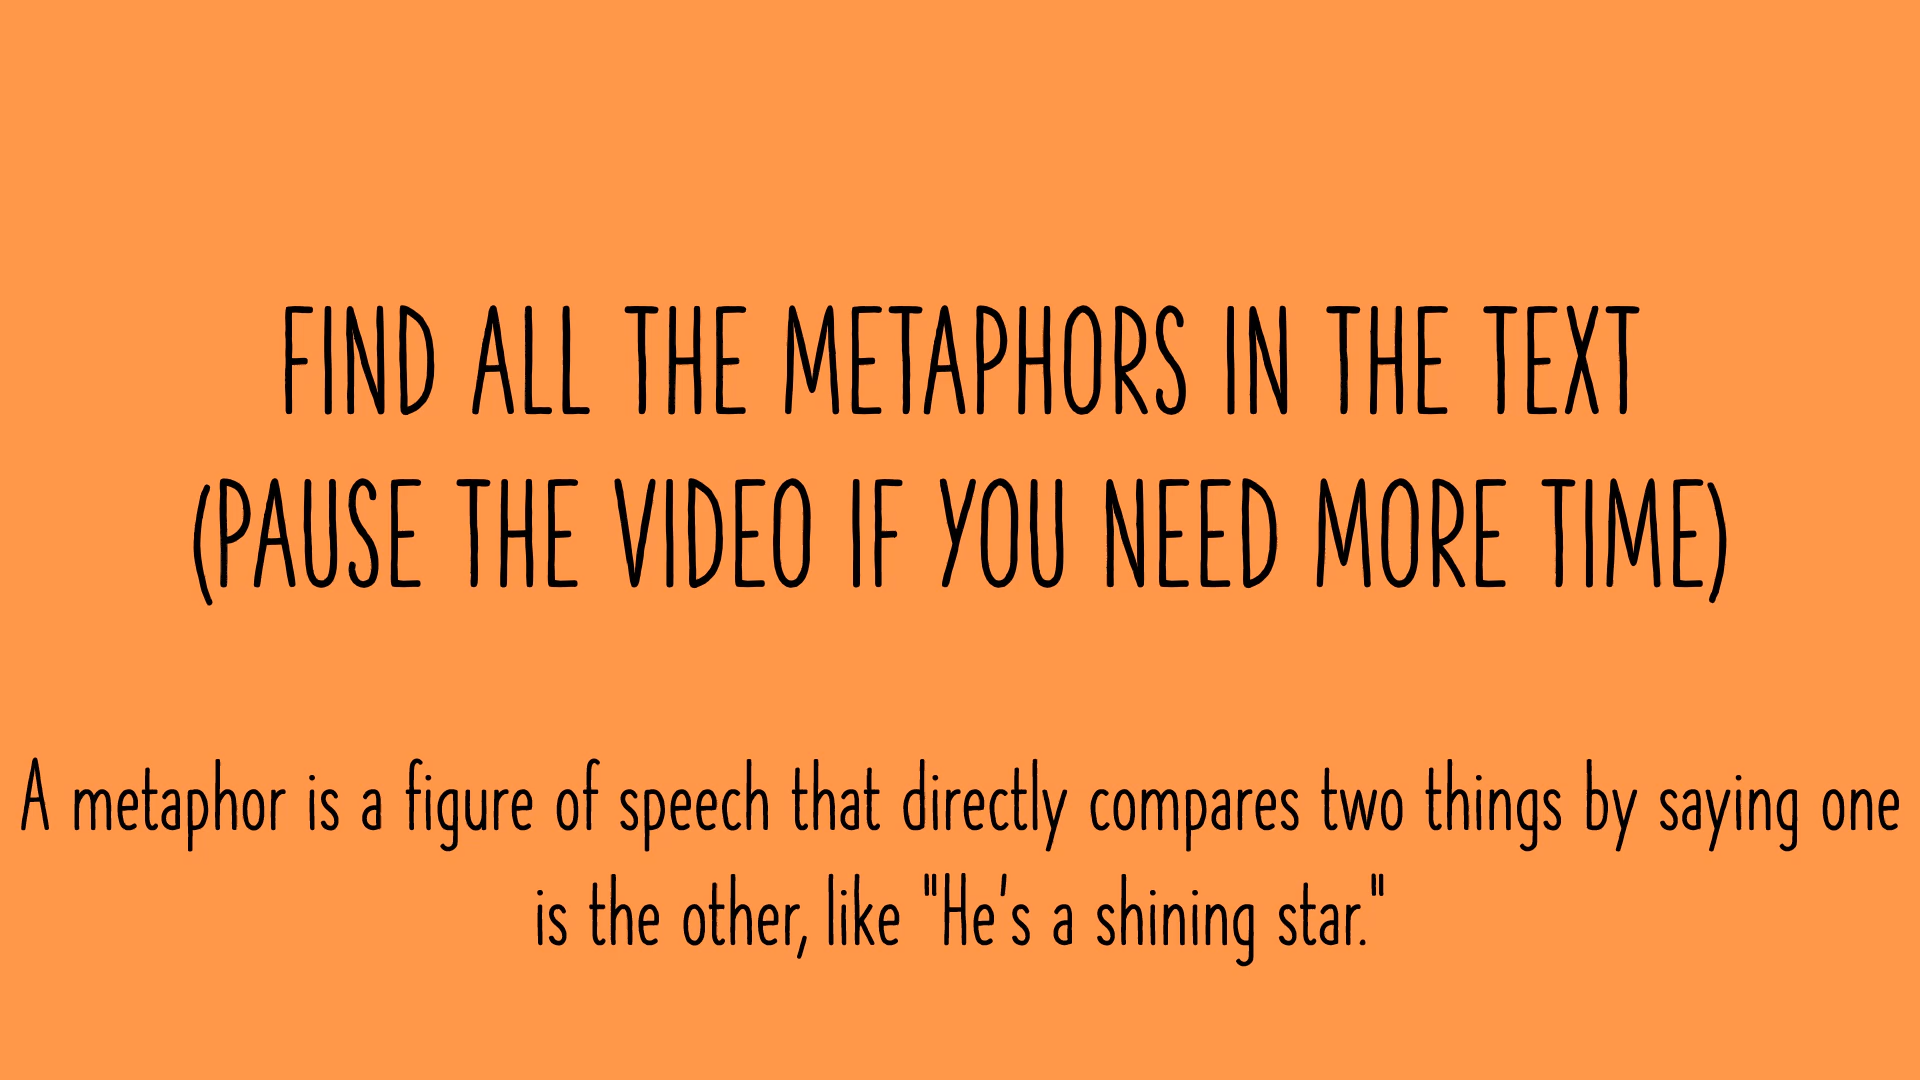 FIND ALL THE METAPHORS IN THE TEXT
(PAUSE THE VIDEO IF YOU NEED MORE TIME)
A metaphor is a figure of speech that directly compares two things by saying one
is the other, like "He's a shining star."